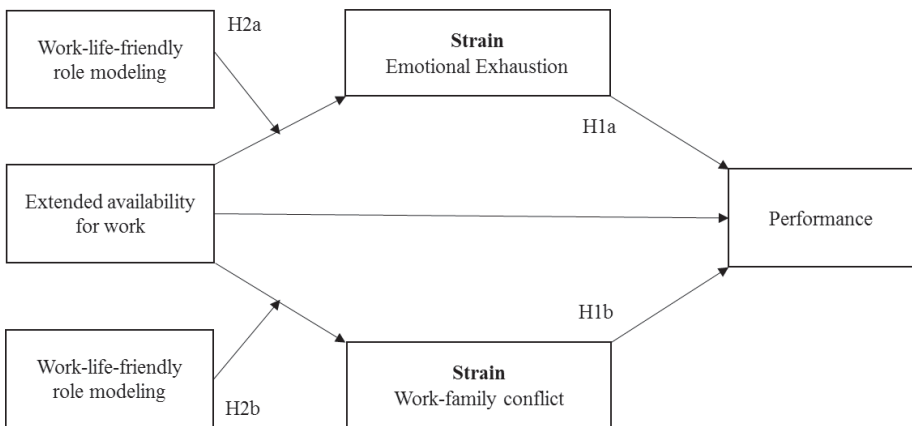 H2a
Work-life-friendly
role modeling
Strain
Emotional Exhaustion
H1a
Extended availability
for work
Performance
H1b
Work-life-friendly
role modeling
H2b
Strain
Work-family conflict